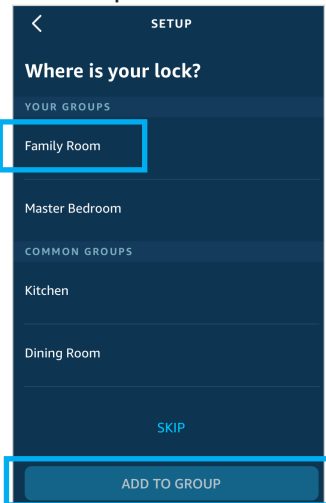 SETUP
Where is your lock?
YOUR GROUPS
Family Room
Master Bedroom
COMMON GROUPS
Kitchen
Dining Room
SKIP
ADD TO GROUP